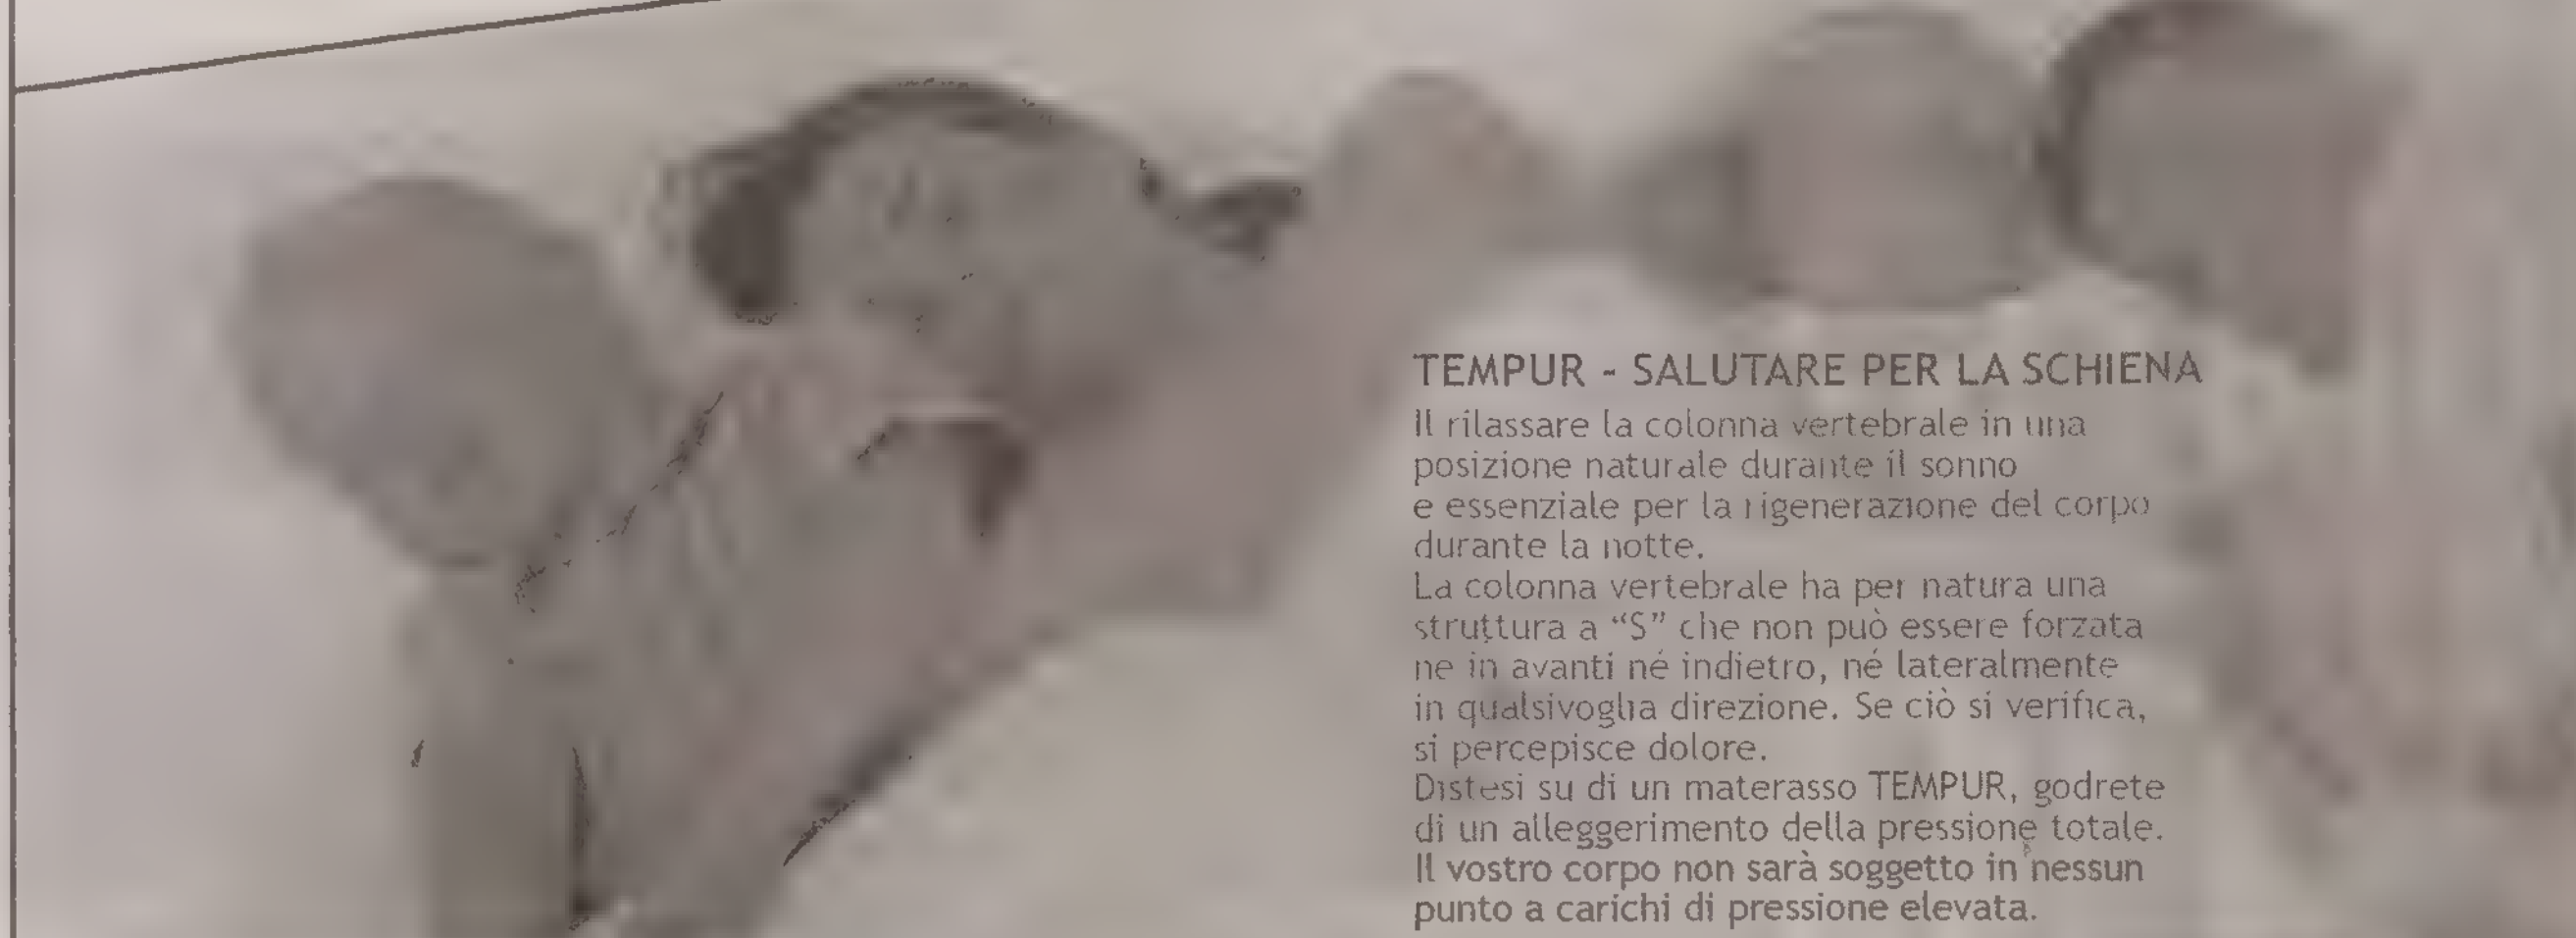 TEMPUR - SALUTARE PER LA SCHIENA
Il rilassare la colonna vertebrale in una
posizione naturale durante il sonno
e essenziale per la rigenerazione del corpo
durante la notte.
La colonna vertebrale ha per natura una
struttura a “S” che non può essere forzata
ne in avanti né indietro, né lateralmente
in qualsivoglia direzione. Se ciò si verifica,
si percepisce dolore.
Distesi su di un materasso TEMPUR, godrete
di un alleggerimento della pressione totale.
Il vostro corpo non sarà soggetto in nessun
punto a carichi di pressione elevata.